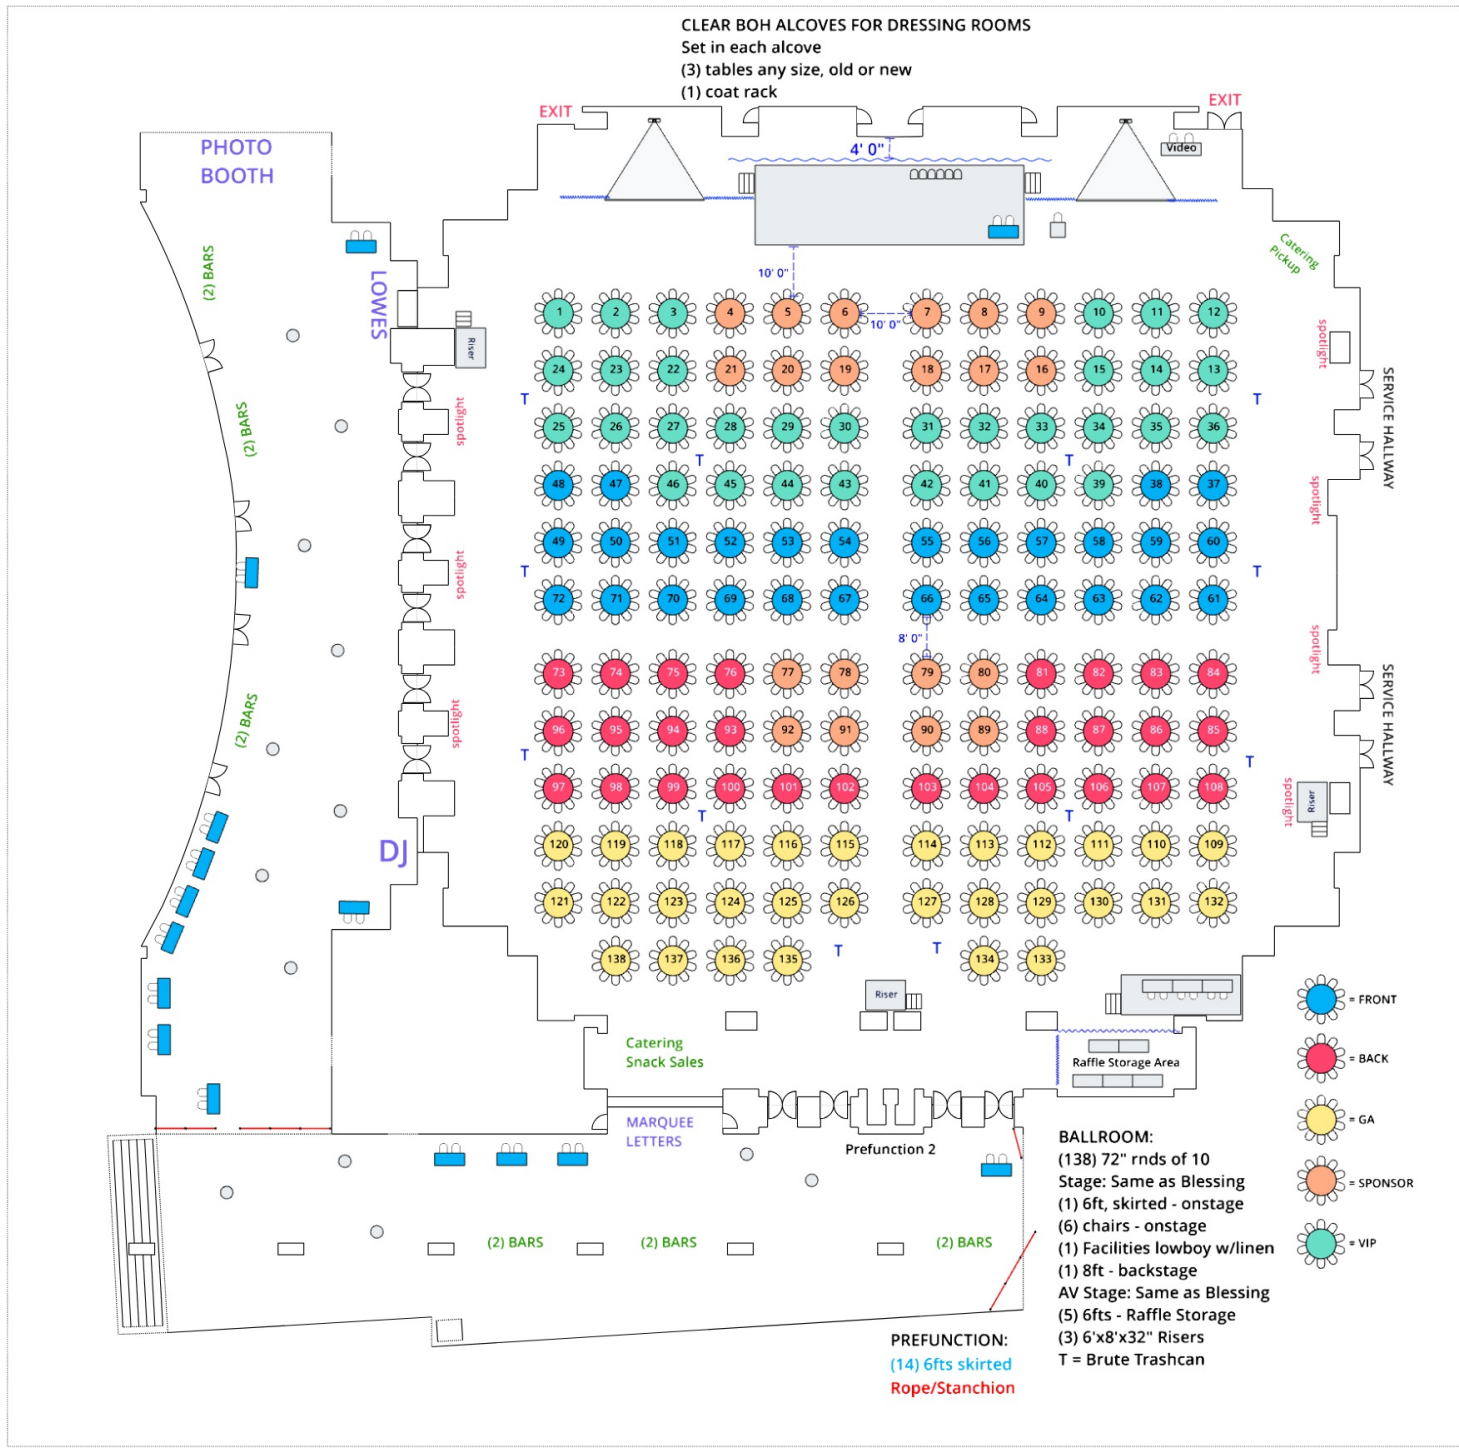 CLEAR BOH ALCOVES FOR DRESSING ROOMS
Set in each alcove
(3) tables any size, old or new
(1) coat rack
EXIT
EXIT
PHOTO
BOOTH
4' 0"
Video
(2) BARS
LOWES
Catering
Pickup
10' 0"
10' 0"
1 2 3 4 5 6 7 8 9 10 11 12
Riser
spotlight
24 23 22 21 20 19 18 17 16 15 14 13
T
T
SERVICE HALLWAY
(2) BARS
spotlight
25 26 27 28 29 30 31 32 33 34 35 36
T
T
48 47 46 45 44 43 42 41 40 39 38 37
spotlight
49 50 51 52 53 54 55 56 57 58 59 60
spotlight
T
T
72 71 70 69 68 67 66 65 64 63 62 61
8' 0"
spotlight
73 74 75 76 77 78 79 80 81 82 83 84
SERVICE HALLWAY
(2) BARS
spotlight
96 95 94 93 92 91 90 89 88 87 86 85
T
T
97 98 99 100 101 102 103 104 105 106 107 108
spotlight
Riser
T
T
DJ
120 119 118 117 116 115 114 113 112 111 110 109
121 122 123 124 125 126 127 128 129 130 131 132
T
T
138 137 136 135 134 133
Riser
= FRONT
= BACK
= GA
= SPONSOR
= VIP
Catering
Snack Sales
Raffle Storage Area
MARQUEE
LETTERS
Prefunction 2
(2) BARS
(2) BARS
(2) BARS
BALLROOM:
(138) 72" rnds of 10
Stage: Same as Blessing
(1) 6ft, skirted - onstage
(6) chairs - onstage
(1) Facilities lowboy w/linen
(1) 8ft - backstage
AV Stage: Same as Blessing
(5) 6fts - Raffle Storage
(3) 6'x8'x32" Risers
T = Brute Trashcan
PREFUNCTION:
(14) 6fts skirted
Rope/Stanchion